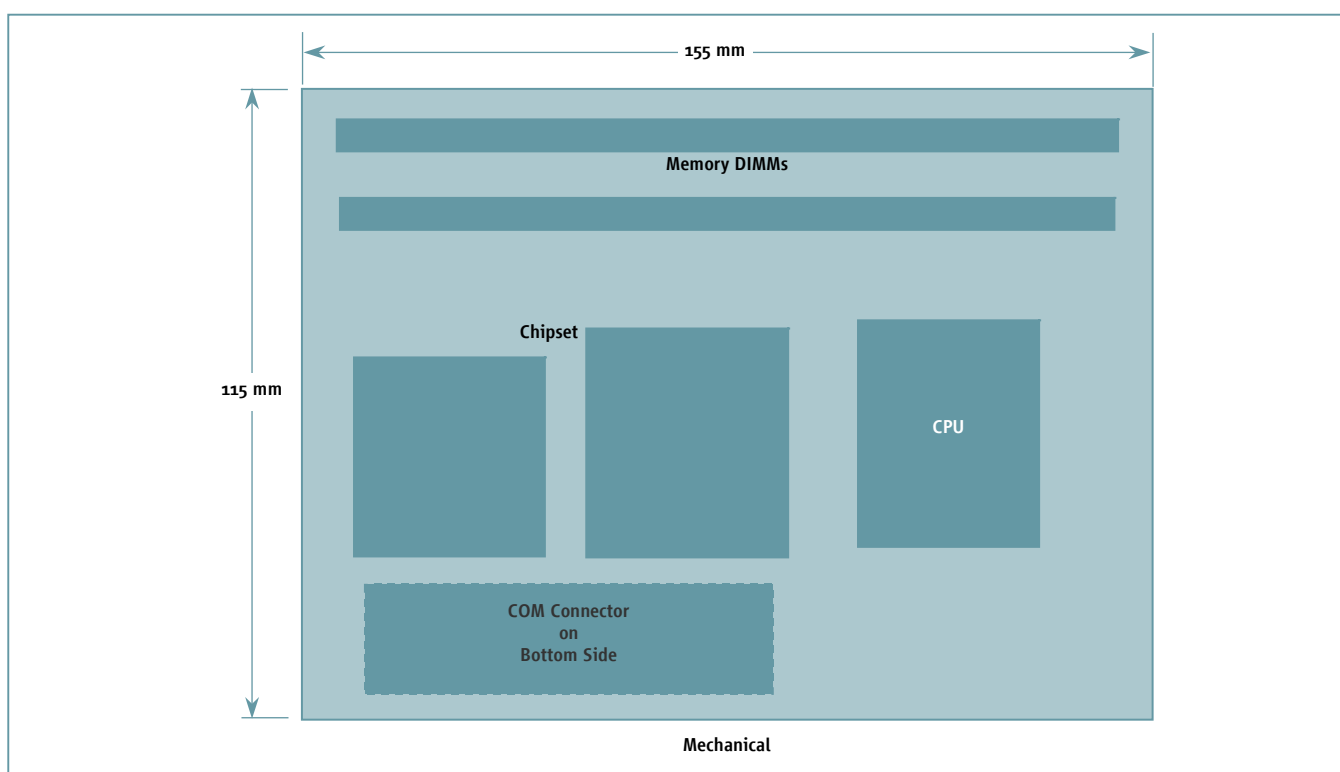 155 mm
Memory DIMMs
Chipset
115 mm
CPU
COM Connector
on
Bottom Side
Mechanical